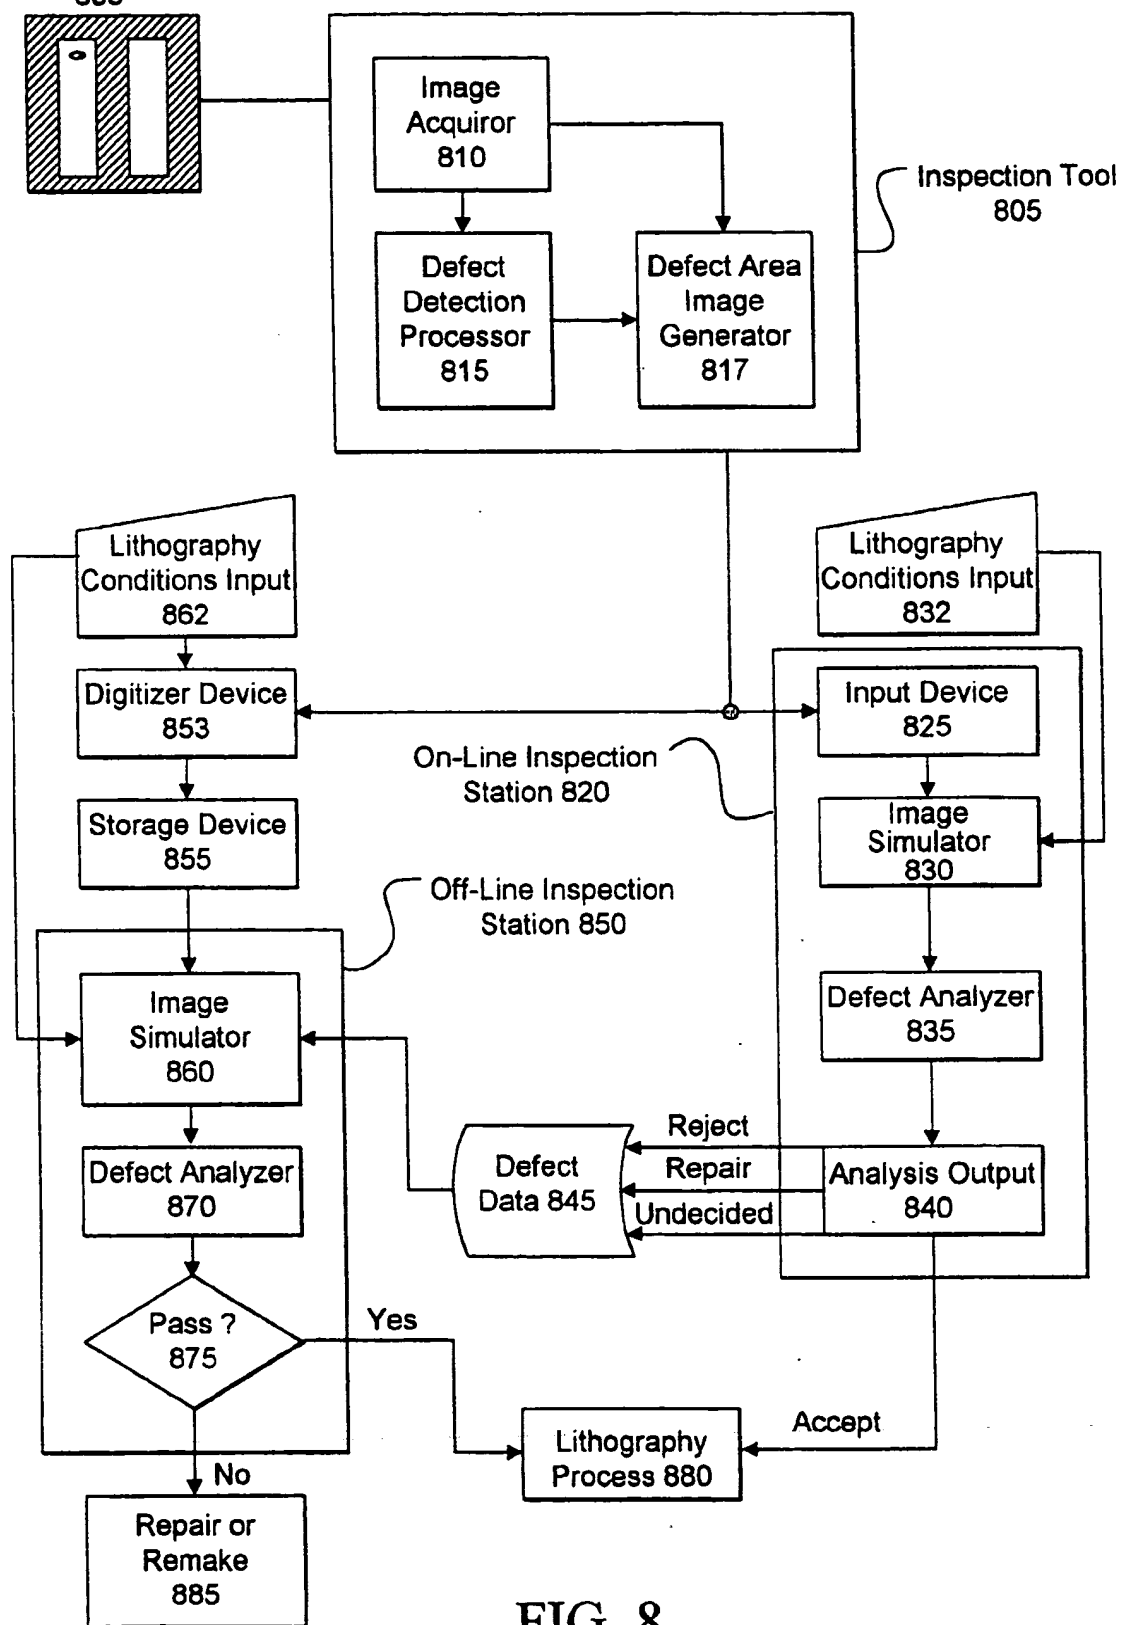 Image
Acquiror
810
Inspection Tool
805
Defect
Detection
Processor
815
Defect Area
Image
Generator
817
Lithography
Conditions Input
862
Lithography
Conditions Input
832
Digitizer Device
853
Input Device
825
On-Line Inspection
Station 820
Storage Device
855
Image
Simulator
830
Off-Line Inspection
Station 850
Image
Simulator
860
Defect Analyzer
835
Defect Analyzer
870
Defect
Data 845
Reject
Repair
Undecided
Analysis Output
840
Pass ?
875
Yes
No
Lithography
Process 880
Accept
Repair or
Remake
885
FIG. 8